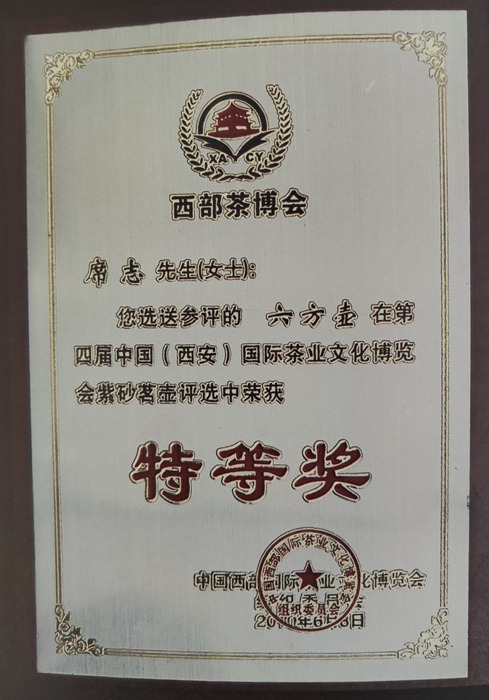 XA CY
西部茶博会
席志 先生(女士):
您选送参评的 六方壶 在第
四届中国(西安)国际茶业文化博览
会紫砂茗壶评选中荣获
特等奖
中国西部国际茶业文化博览会
组织委员会